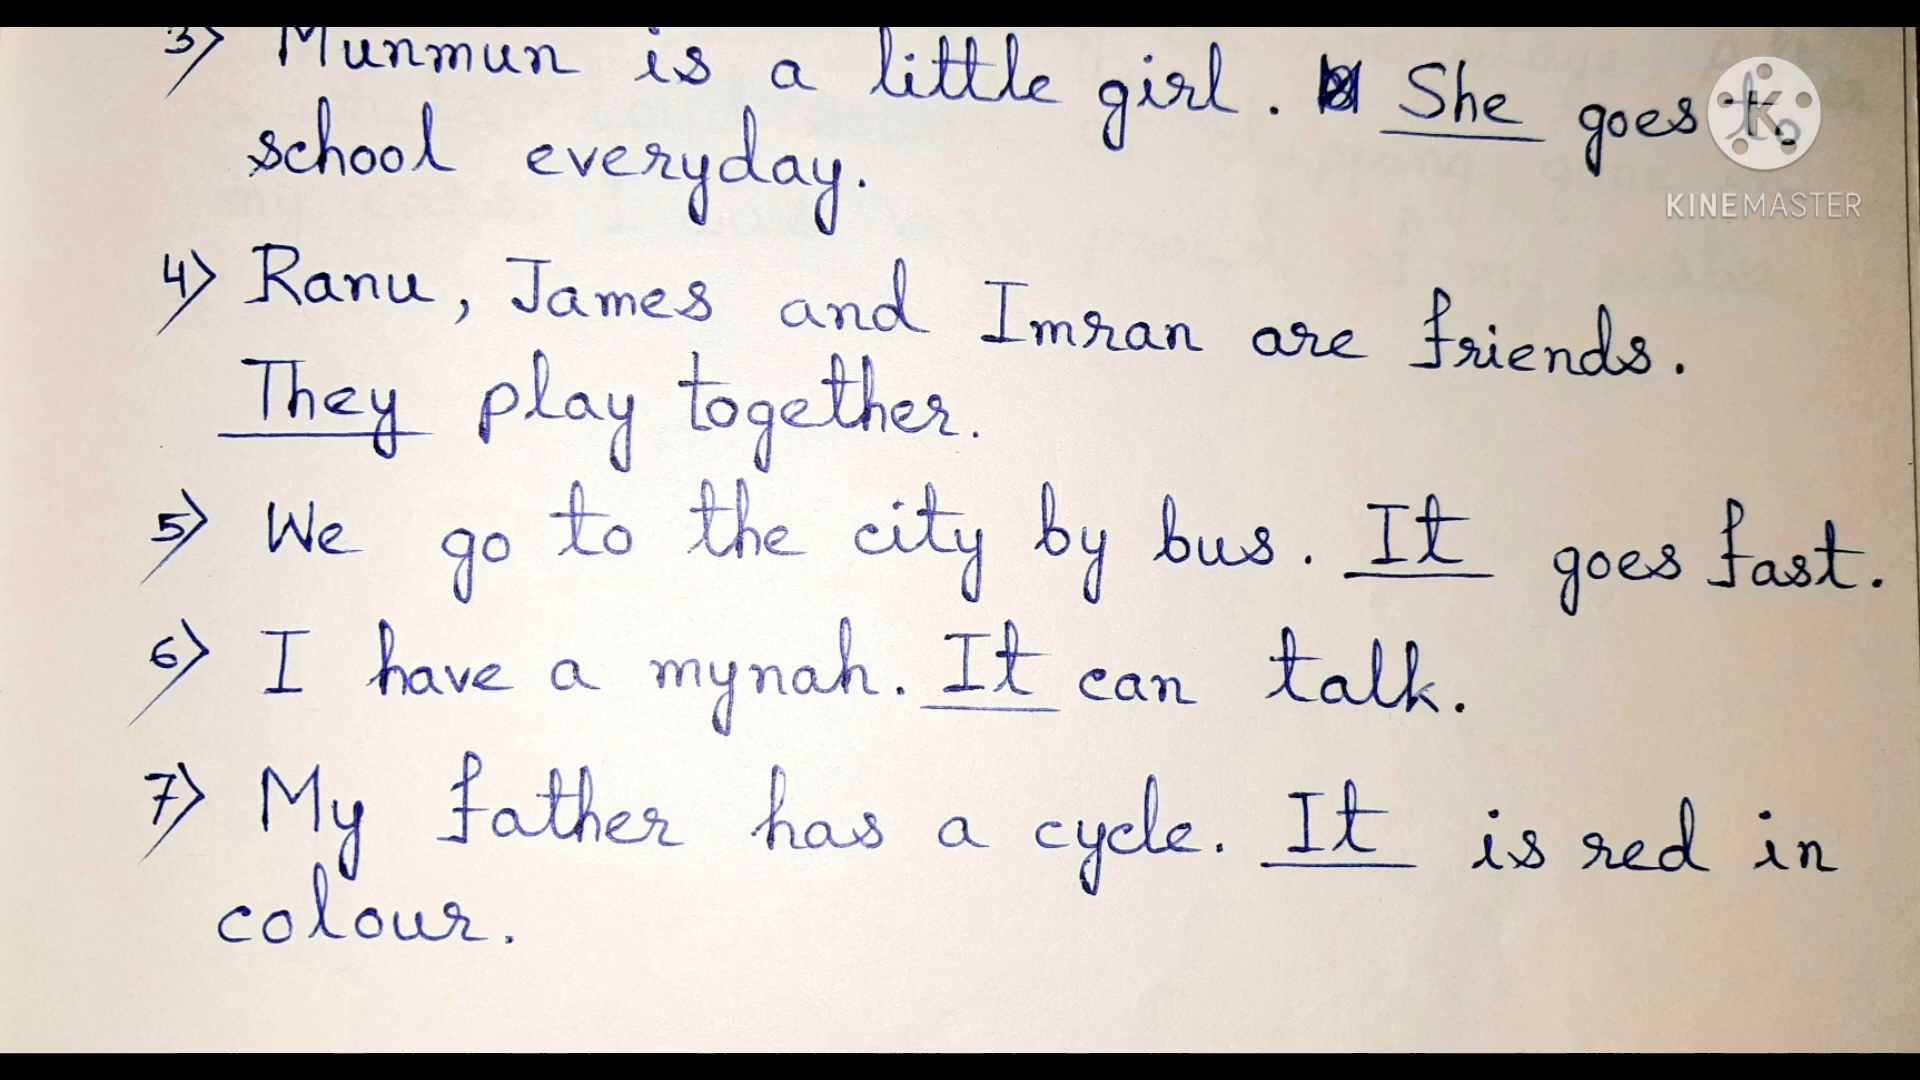 3) Munmun is a little girl. She goes to
school everyday.
4) Ranu, James and Imran are friends.
They play together.
5) We go to the city by bus. It goes fast.
6) I have a mynah. It can talk.
7) My father has a cycle. It is red in
colour.
KINEMASTER